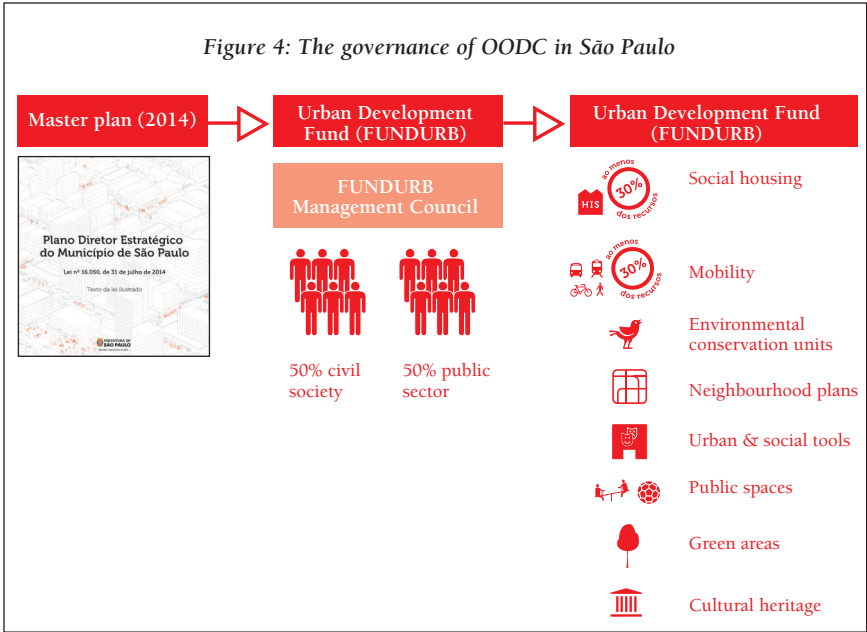 Figure 4: The governance of OODC in São Paulo
Master plan (2014)
Plano Diretor Estratégico
do Município de São Paulo
Lei nº 16.050, de 31 de julho de 2014
Texto da lei ilustrado
PREFEITURA DE
SÃO PAULO
Urban Development
Fund (FUNDURB)
FUNDURB
Management Council
50% civil
society
50% public
sector
Urban Development Fund
(FUNDURB)
HIS
ao menos
30%
dos recursos
Social housing
ao menos
30%
dos recursos
Mobility
Environmental
conservation units
Neighbourhood plans
Urban & social tools
Public spaces
Green areas
Cultural heritage